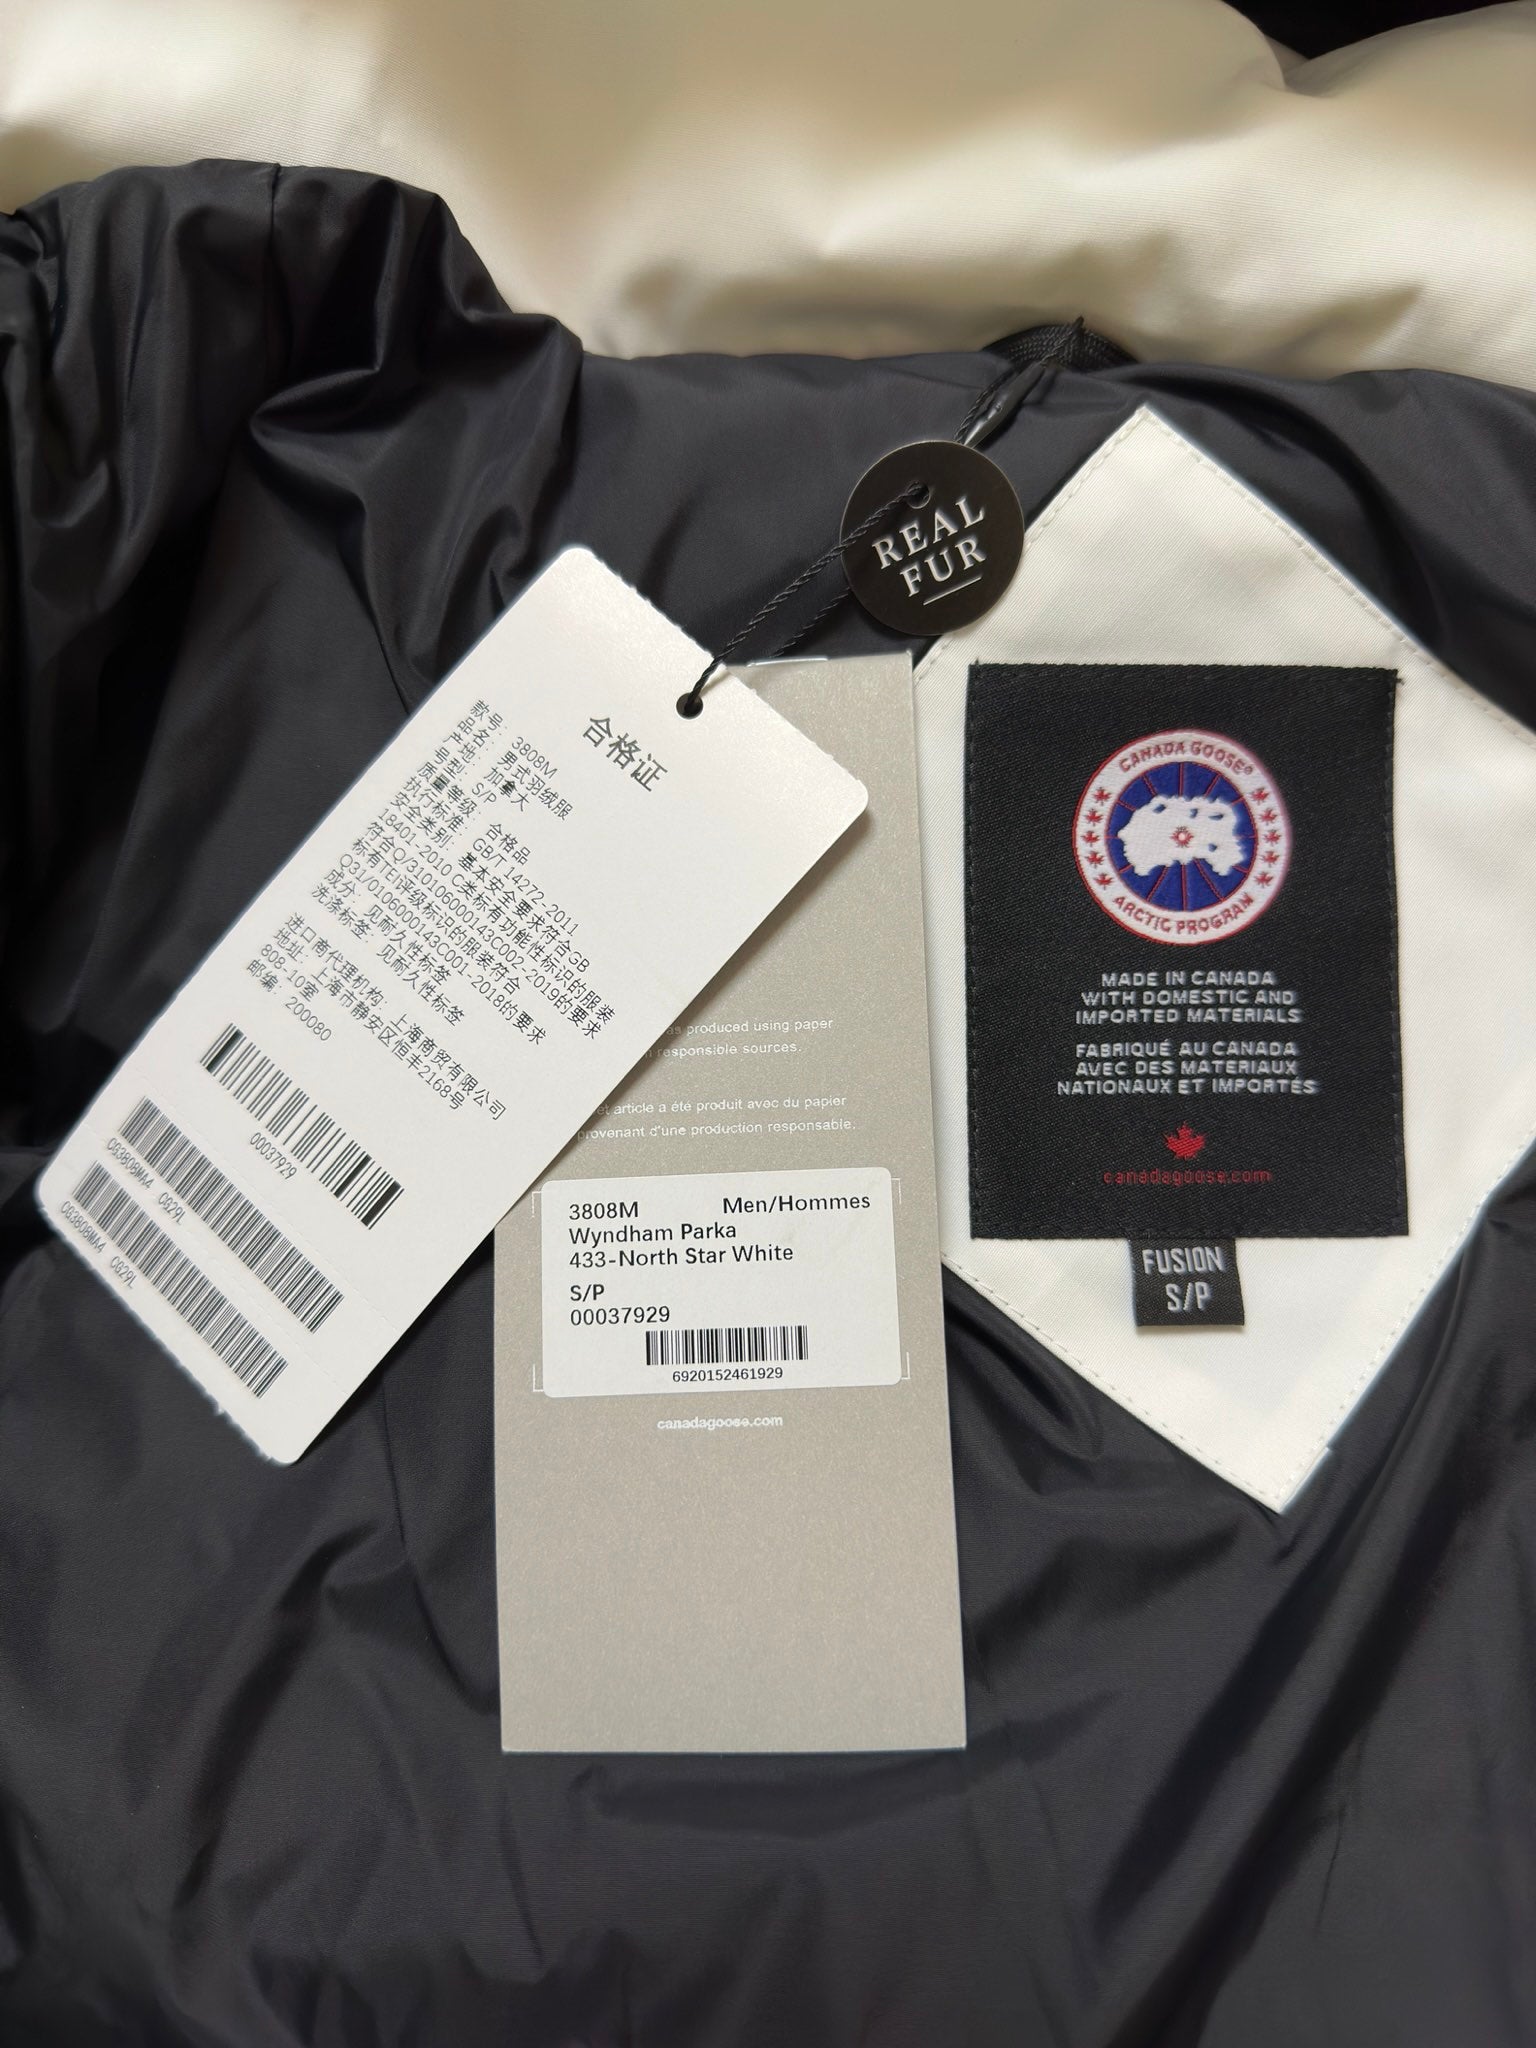 REAL
FUR
合格证
款号: 3808M
品名: 男式羽绒服
产地: 加拿大
号型: S/P
质量等级: 合格品
执行标准: GB/T 14272-2011
安全类别: 基本安全要求符合GB
18401-2010 C类标有功能性标识的服装
符合Q/310106000143C002-2019的要求
标有TEI评级标识的服装符合
Q31/0106000143C001-2018的要求
成分: 见耐久性标签
洗涤标签: 见耐久性标签
进口商代理机构: 上海商贸有限公司
地址: 上海市静安区恒丰2168号
808-10室
邮编: 200080
00037929
CG3808MA4 CG29L
CG3808MA4 CG29L
as produced using paper
responsible sources.
et article a été produit avec du papier
provenant d'une production responsable.
3808M Men/Hommes
Wyndham Parka
433-North Star White
S/P
00037929
6920152461929
canadagoose.com
CANADA GOOSE®
ARCTIC PROGRAM
MADE IN CANADA
WITH DOMESTIC AND
IMPORTED MATERIALS
FABRIQUÉ AU CANADA
AVEC DES MATERIAUX
NATIONAUX ET IMPORTÉS
canadagoose.com
FUSION
S/P